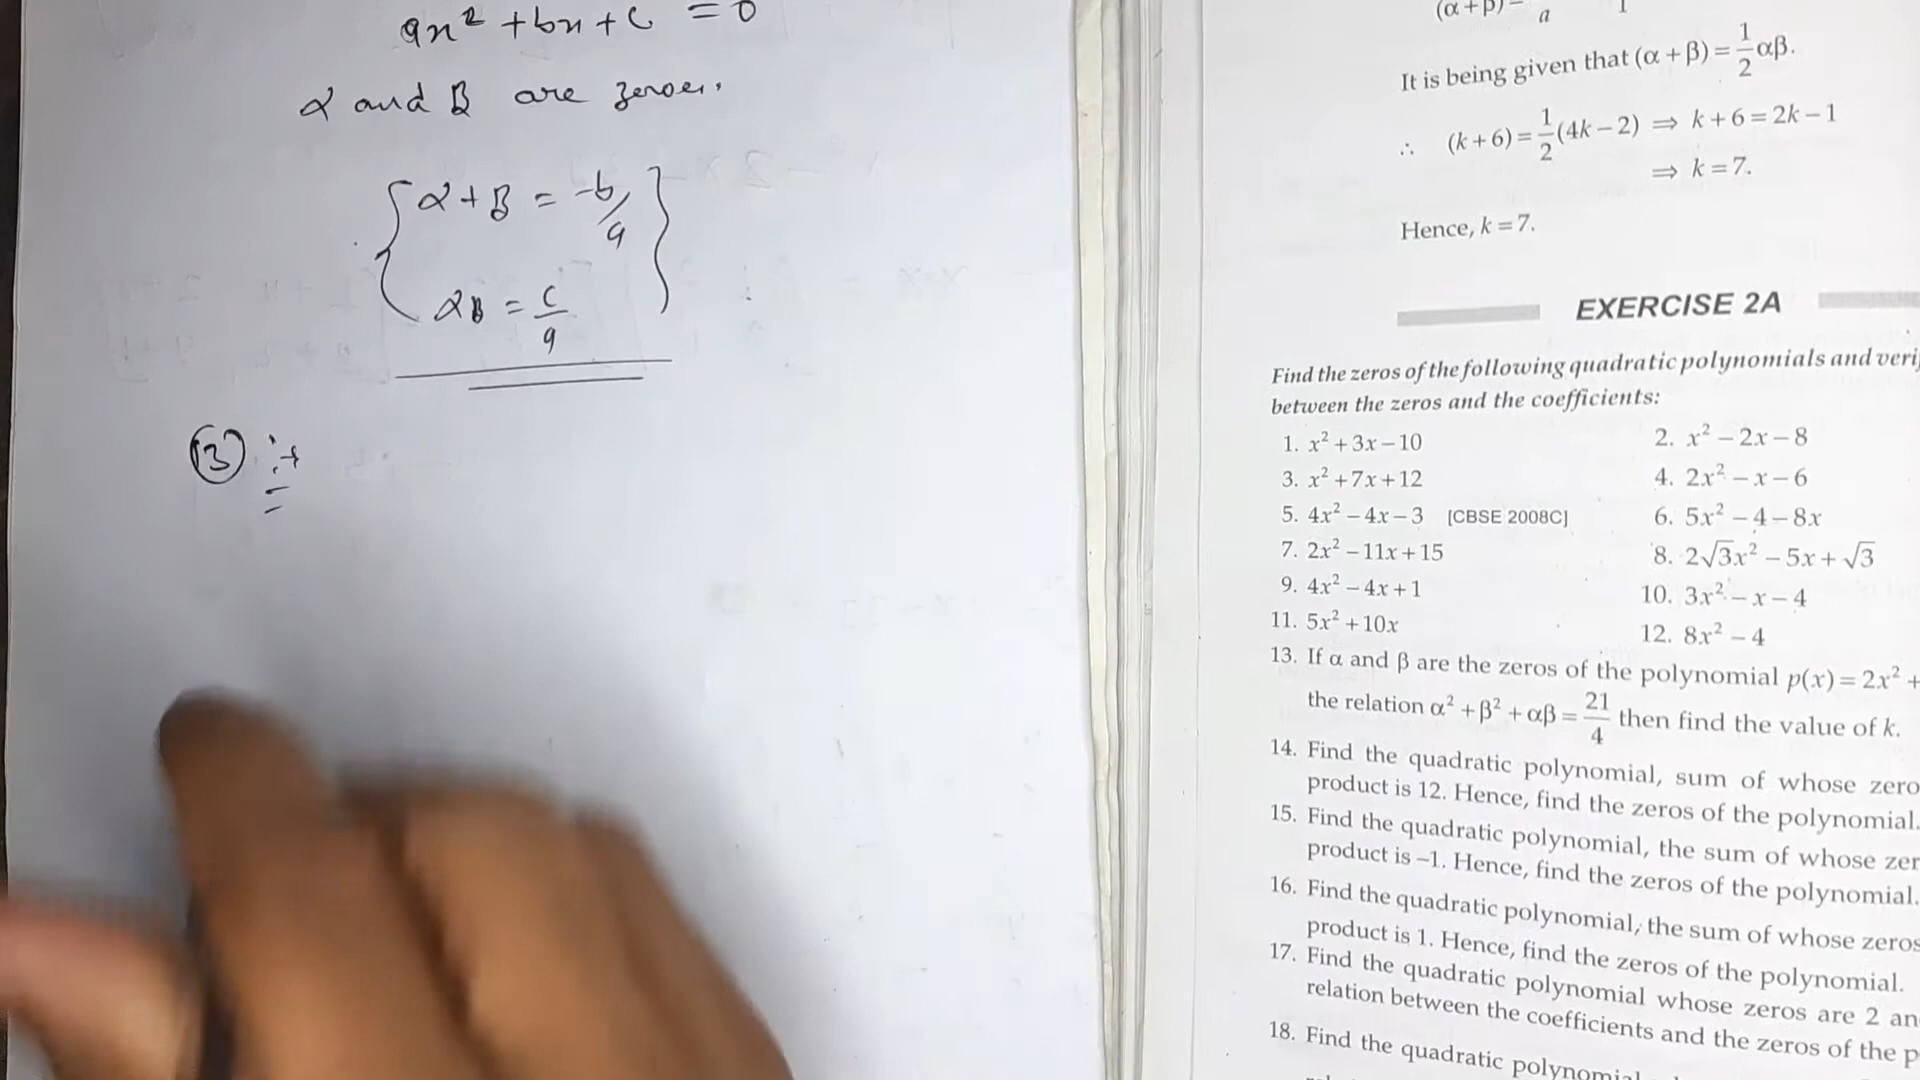 ax² + bx + c = 0
α and β are zeroes.
α + β = -b/a
αβ = c/a
(3) :-
(α+β) = a 1
It is being given that (α + β) = 1/2 αβ.
∴ (k + 6) = 1/2 (4k − 2) ⇒ k + 6 = 2k − 1
⇒ k = 7.
Hence, k = 7.
EXERCISE 2A
Find the zeros of the following quadratic polynomials and veri
between the zeros and the coefficients:
1. x² + 3x − 10 2. x² − 2x − 8
3. x² + 7x + 12 4. 2x² − x − 6
5. 4x² − 4x − 3 [CBSE 2008C] 6. 5x² − 4 − 8x
7. 2x² − 11x + 15 8. 2√3x² − 5x + √3
9. 4x² − 4x + 1 10. 3x² − x − 4
11. 5x² + 10x 12. 8x² − 4
13. If α and β are the zeros of the polynomial p(x) = 2x² +
the relation α² + β² + αβ = 21/4 then find the value of k.
14. Find the quadratic polynomial, sum of whose zero
product is 12. Hence, find the zeros of the polynomial.
15. Find the quadratic polynomial, the sum of whose zer
product is –1. Hence, find the zeros of the polynomial.
16. Find the quadratic polynomial, the sum of whose zeros
product is 1. Hence, find the zeros of the polynomial.
17. Find the quadratic polynomial whose zeros are 2 an
relation between the coefficients and the zeros of the p
18. Find the quadratic polynomial